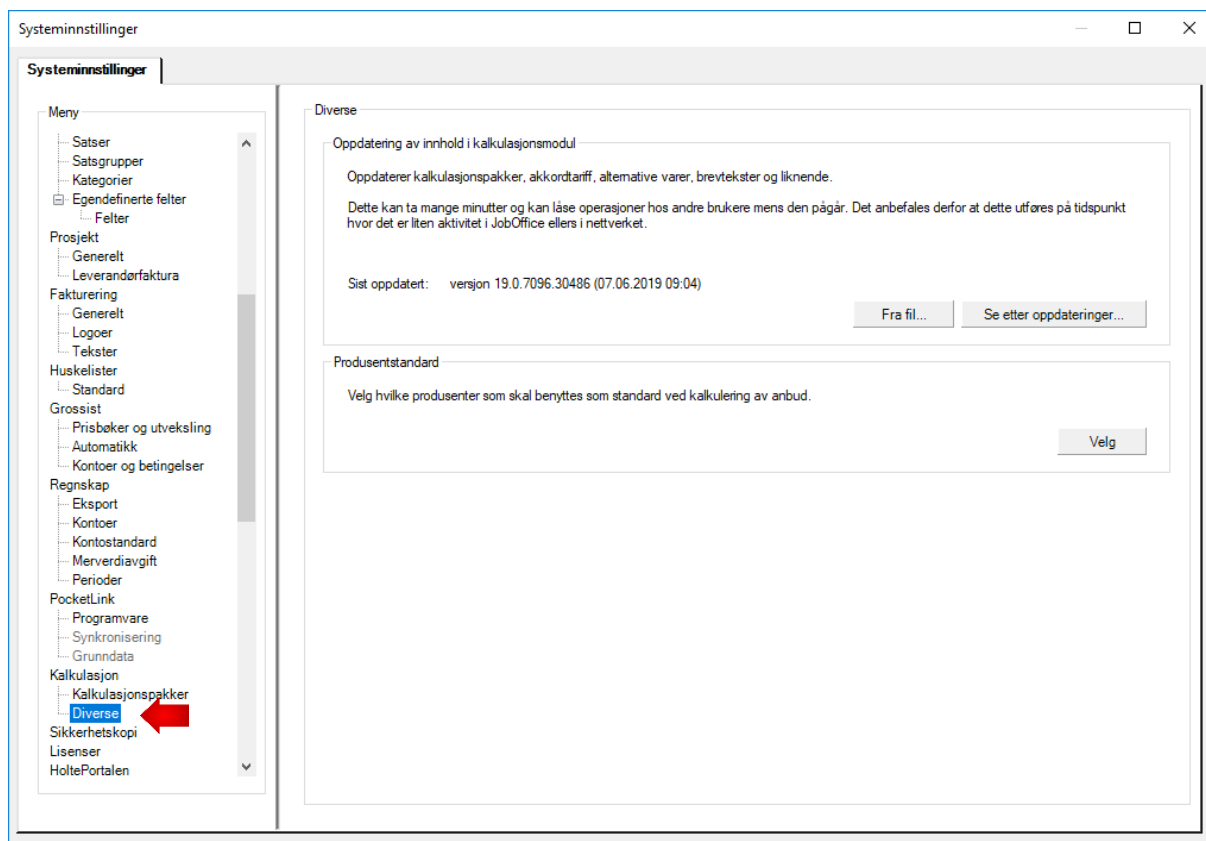 Systeminnstillinger
Systeminnstillinger
Meny
Satser
Satsgrupper
Kategorier
Egendefinerte felter
Felter
Prosjekt
Generelt
Leverandørfaktura
Fakturering
Generelt
Logoer
Tekster
Huskelister
Standard
Grossist
Prisbøker og utveksling
Automatikk
Kontoer og betingelser
Regnskap
Eksport
Kontoer
Kontostandard
Merverdiavgift
Perioder
PocketLink
Programvare
Synkronisering
Grunndata
Kalkulasjon
Kalkulasjonspakker
Diverse
Sikkerhetskopi
Lisenser
HoltePortalen
Diverse
Oppdatering av innhold i kalkulasjonsmodul
Oppdaterer kalkulasjonspakker, akkordtariff, alternative varer, brevtekster og liknende.
Dette kan ta mange minutter og kan låse operasjoner hos andre brukere mens den pågår. Det anbefales derfor at dette utføres på tidspunkt
hvor det er liten aktivitet i JobOffice ellers i nettverket.
Sist oppdatert: versjon 19.0.7096.30486 (07.06.2019 09:04)
Fra fil... Se etter oppdateringer...
Produsentstandard
Velg hvilke produsenter som skal benyttes som standard ved kalkulering av anbud.
Velg